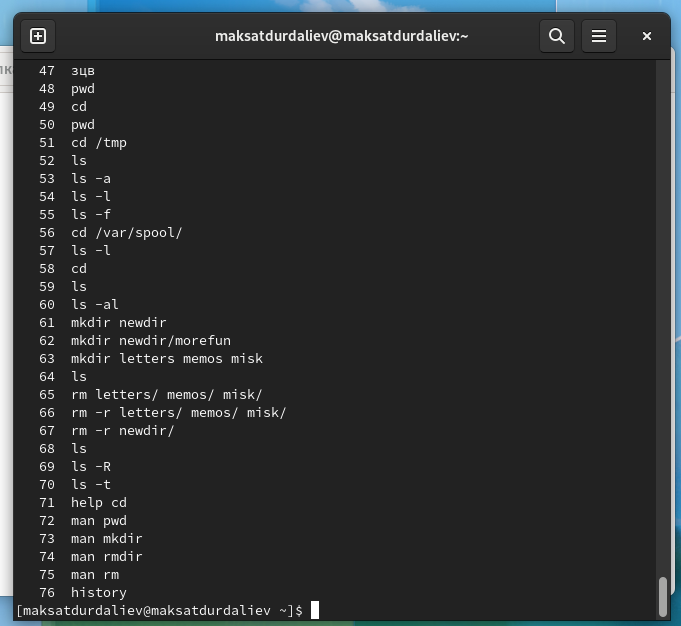 maksatdurdaliev@maksatdurdaliev:~
47 зцв
48 pwd
49 cd
50 pwd
51 cd /tmp
52 ls
53 ls -a
54 ls -l
55 ls -f
56 cd /var/spool/
57 ls -l
58 cd
59 ls
60 ls -al
61 mkdir newdir
62 mkdir newdir/morefun
63 mkdir letters memos misk
64 ls
65 rm letters/ memos/ misk/
66 rm -r letters/ memos/ misk/
67 rm -r newdir/
68 ls
69 ls -R
70 ls -t
71 help cd
72 man pwd
73 man mkdir
74 man rmdir
75 man rm
76 history
[maksatdurdaliev@maksatdurdaliev ~]$